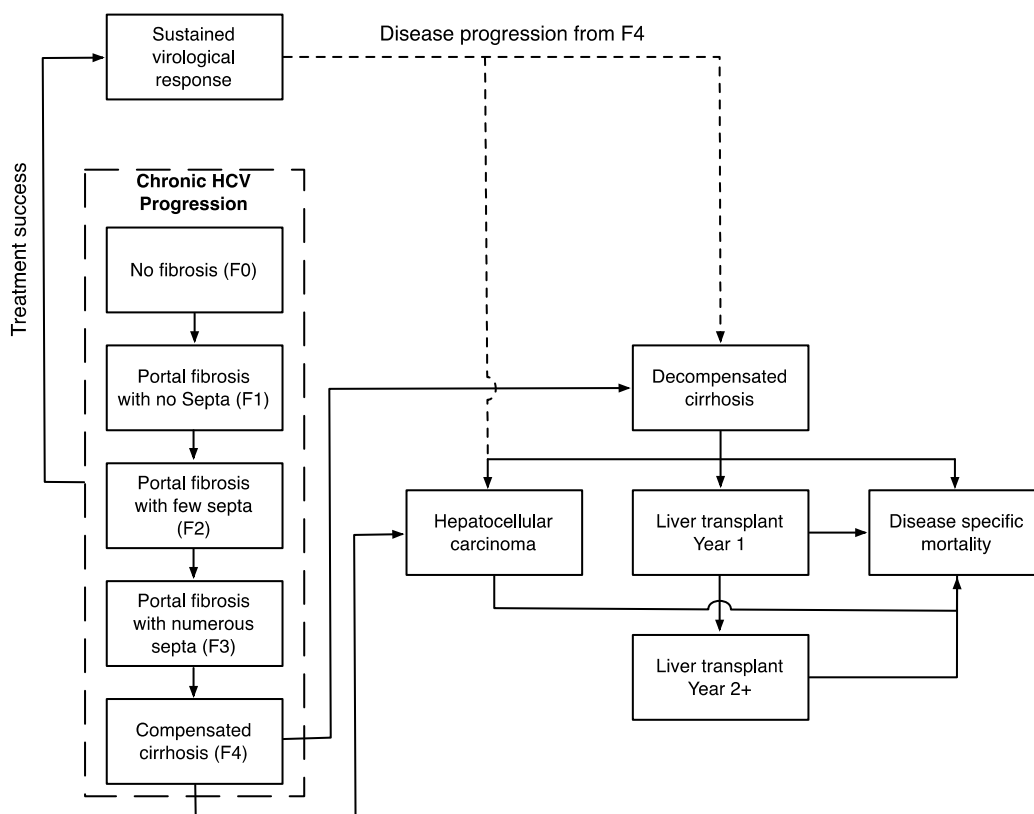 Sustained
virological
response
Disease progression from F4
Treatment success
Chronic HCV
Progression
No fibrosis (F0)
Portal fibrosis
with no Septa (F1)
Portal fibrosis
with few septa
(F2)
Portal fibrosis
with numerous
septa (F3)
Compensated
cirrhosis (F4)
Decompensated
cirrhosis
Hepatocellular
carcinoma
Liver transplant
Year 1
Disease specific
mortality
Liver transplant
Year 2+